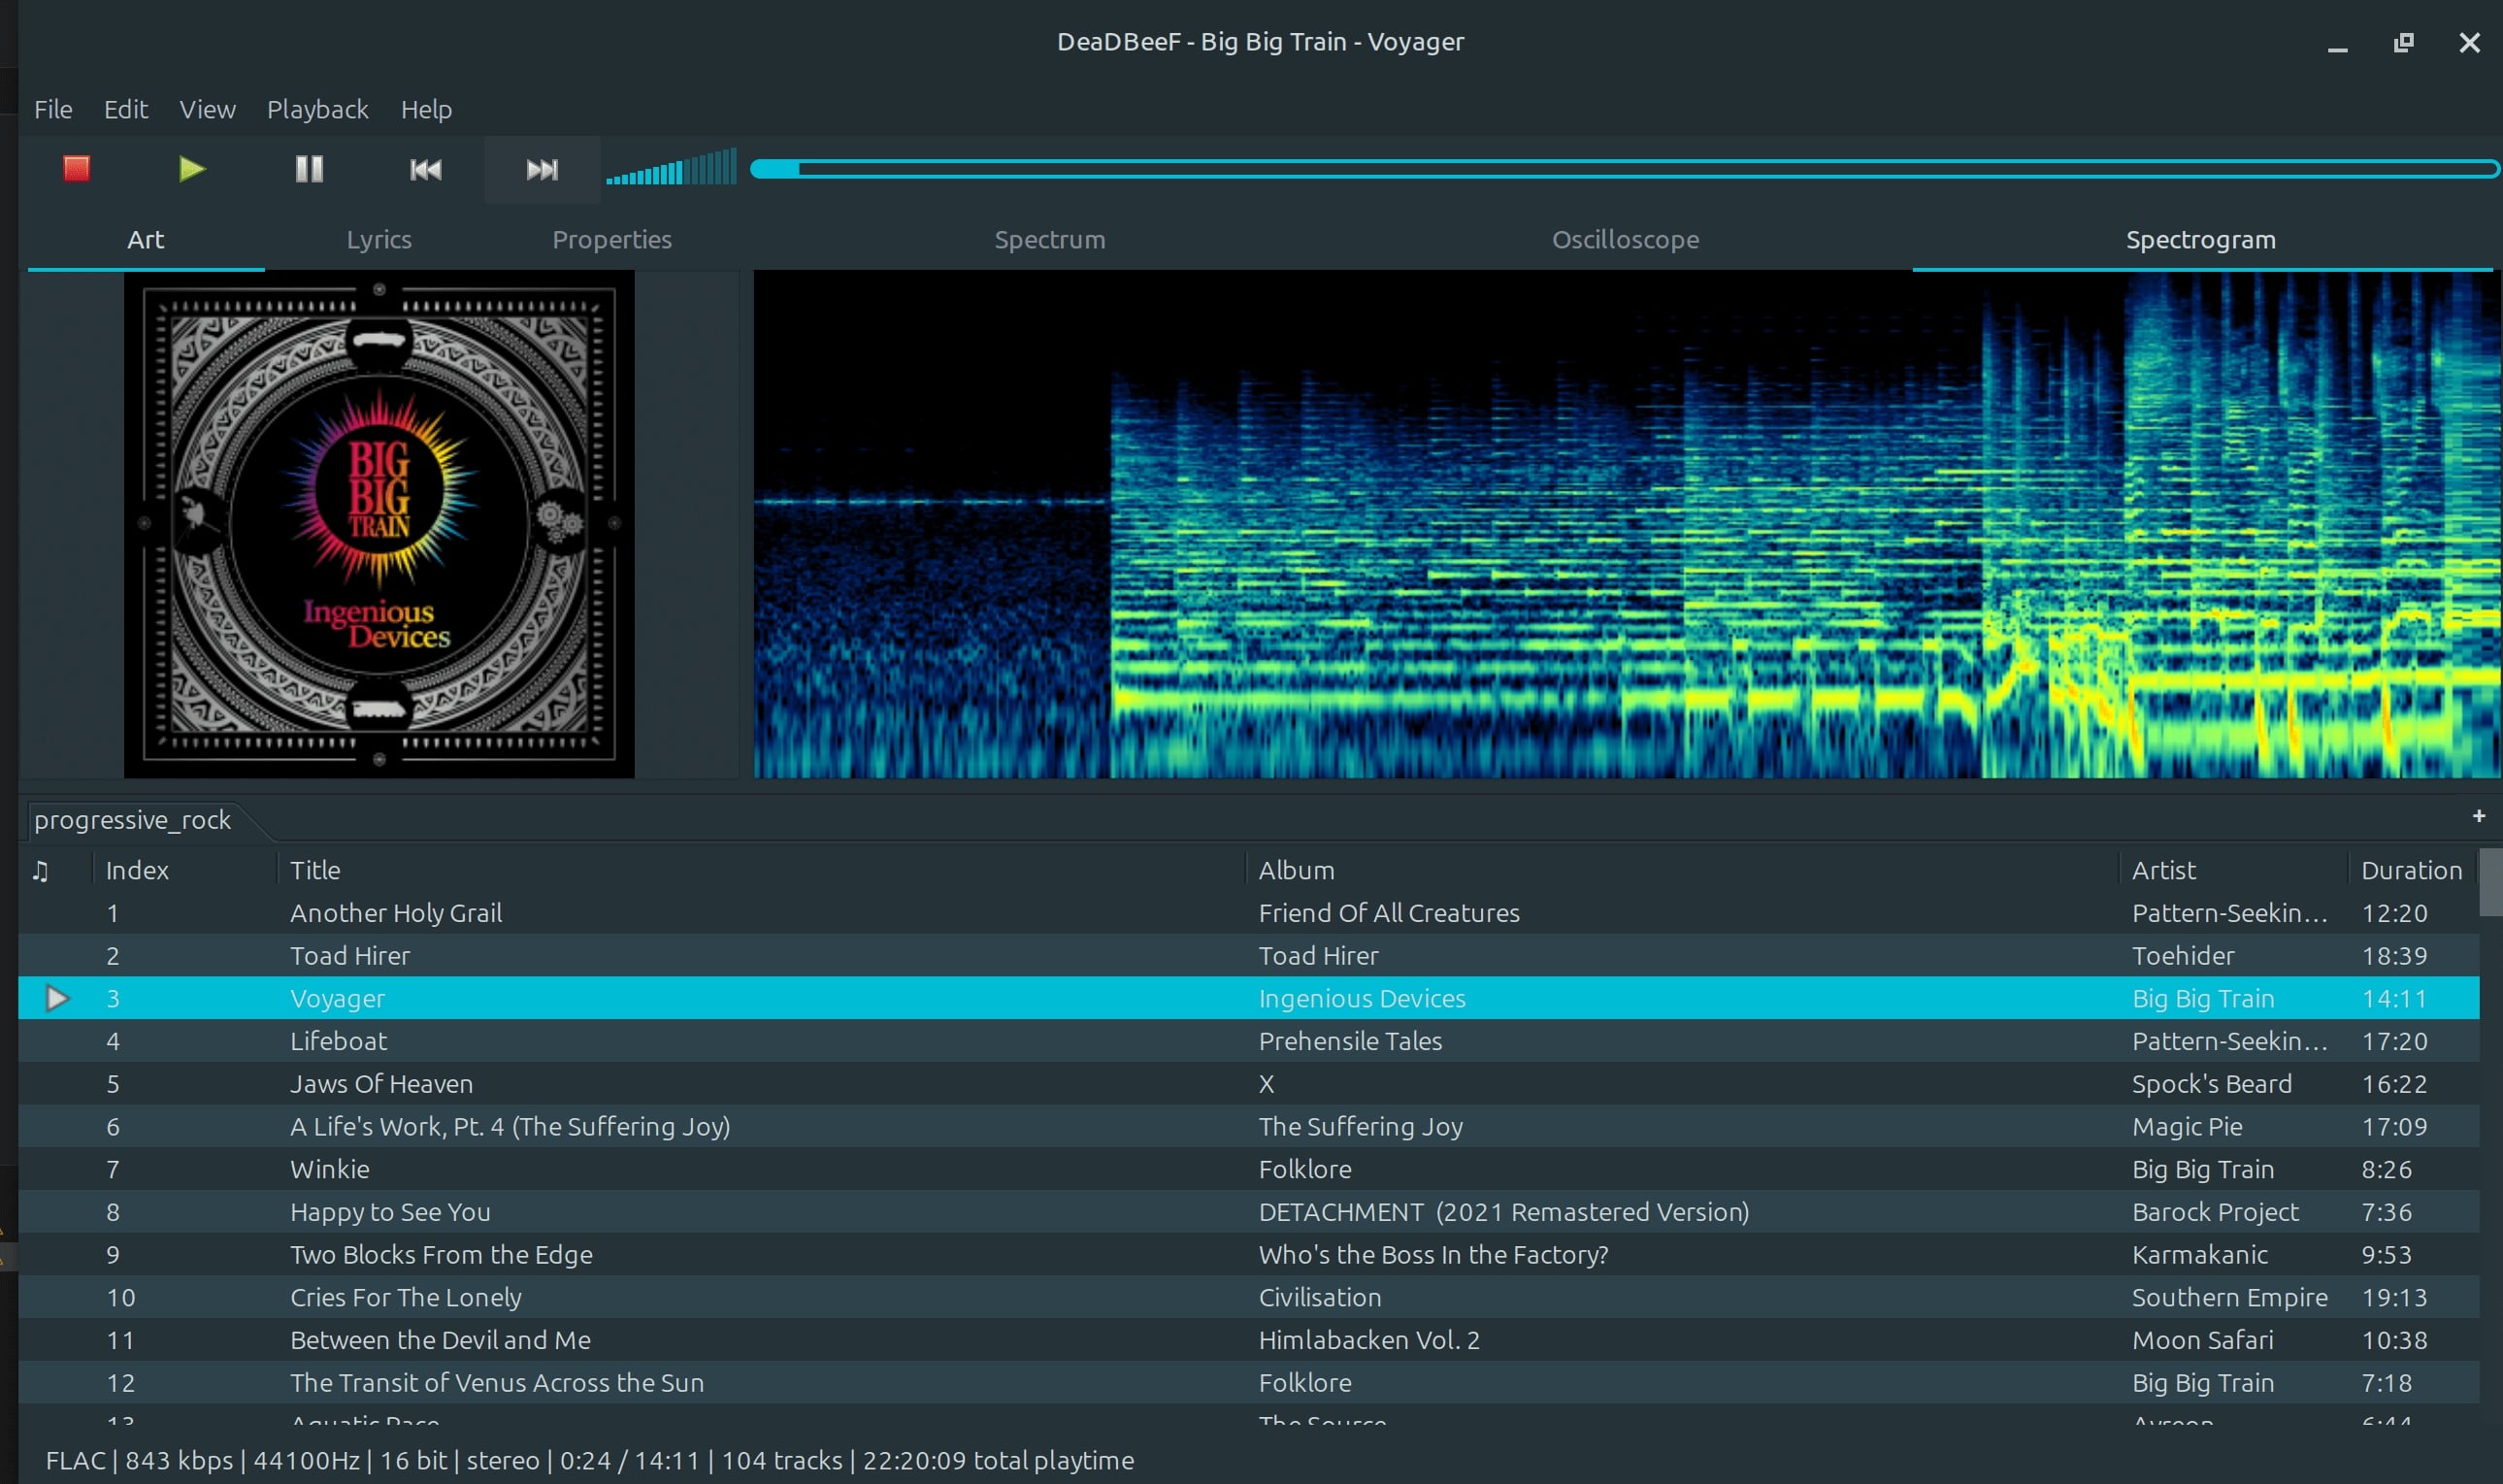 DeaDBeeF - Big Big Train - Voyager
File Edit View Playback Help
Art Lyrics Properties Spectrum Oscilloscope Spectrogram
BIG
BIG
TRAIN
Ingenious
Devices
progressive_rock +
♫ Index Title Album Artist Duration
1 Another Holy Grail Friend Of All Creatures Pattern-Seekin… 12:20
2 Toad Hirer Toad Hirer Toehider 18:39
3 Voyager Ingenious Devices Big Big Train 14:11
4 Lifeboat Prehensile Tales Pattern-Seekin… 17:20
5 Jaws Of Heaven X Spock's Beard 16:22
6 A Life's Work, Pt. 4 (The Suffering Joy) The Suffering Joy Magic Pie 17:09
7 Winkie Folklore Big Big Train 8:26
8 Happy to See You DETACHMENT (2021 Remastered Version) Barock Project 7:36
9 Two Blocks From the Edge Who's the Boss In the Factory? Karmakanic 9:53
10 Cries For The Lonely Civilisation Southern Empire 19:13
11 Between the Devil and Me Himlabacken Vol. 2 Moon Safari 10:38
12 The Transit of Venus Across the Sun Folklore Big Big Train 7:18
13 Aquatic Race The Source Ayreon 6:44
FLAC | 843 kbps | 44100Hz | 16 bit | stereo | 0:24 / 14:11 | 104 tracks | 22:20:09 total playtime